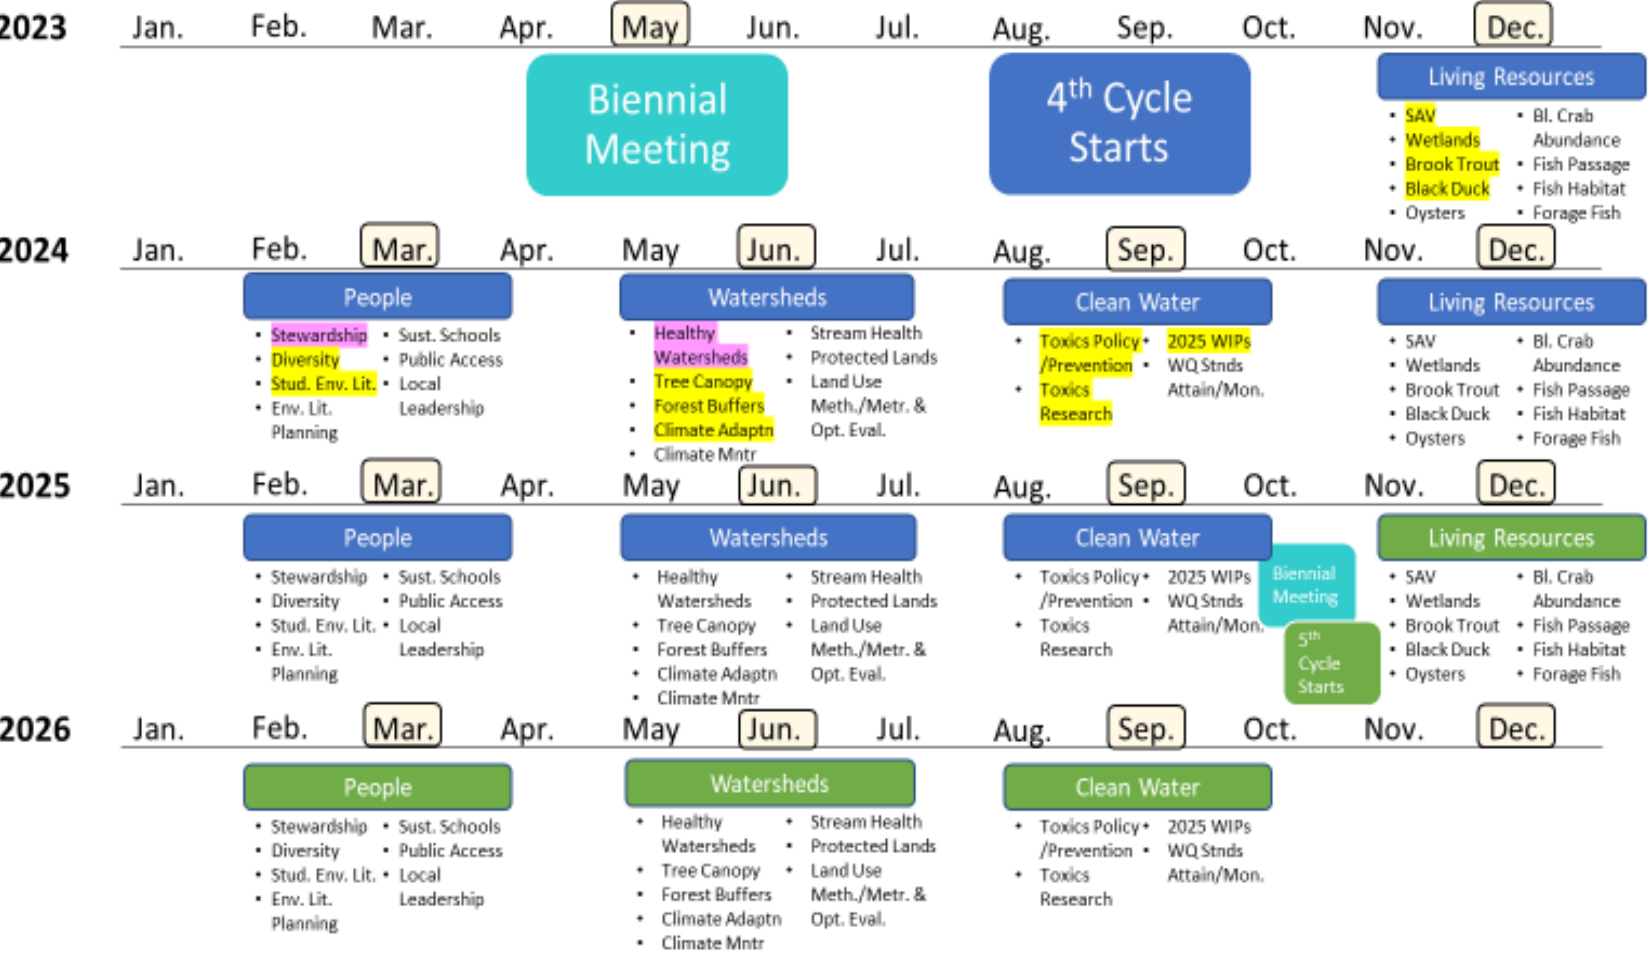 2023 Jan. Feb. Mar. Apr. May Jun. Jul. Aug. Sep. Oct. Nov. Dec.
Biennial
Meeting
4th Cycle
Starts
Living Resources
• SAV
• Wetlands
• Brook Trout
• Black Duck
• Oysters
• Bl. Crab
Abundance
• Fish Passage
• Fish Habitat
• Forage Fish
2024 Jan. Feb. Mar. Apr. May Jun. Jul. Aug. Sep. Oct. Nov. Dec.
People
• Stewardship
• Diversity
• Stud. Env. Lit.
• Env. Lit.
Planning
• Sust. Schools
• Public Access
• Local
Leadership
Watersheds
• Healthy
Watersheds
• Tree Canopy
• Forest Buffers
• Climate Adaptn
• Climate Mntr
• Stream Health
• Protected Lands
• Land Use
Meth./Metr. &
Opt. Eval.
Clean Water
• Toxics Policy
/Prevention
• Toxics
Research
• 2025 WIPs
• WQ Stnds
Attain/Mon.
Living Resources
• SAV
• Wetlands
• Brook Trout
• Black Duck
• Oysters
• Bl. Crab
Abundance
• Fish Passage
• Fish Habitat
• Forage Fish
2025 Jan. Feb. Mar. Apr. May Jun. Jul. Aug. Sep. Oct. Nov. Dec.
People
• Stewardship
• Diversity
• Stud. Env. Lit.
• Env. Lit.
Planning
• Sust. Schools
• Public Access
• Local
Leadership
Watersheds
• Healthy
Watersheds
• Tree Canopy
• Forest Buffers
• Climate Adaptn
• Climate Mntr
• Stream Health
• Protected Lands
• Land Use
Meth./Metr. &
Opt. Eval.
Clean Water
• Toxics Policy
/Prevention
• Toxics
Research
• 2025 WIPs
• WQ Stnds
Attain/Mon.
Biennial
Meeting
5th
Cycle
Starts
Living Resources
• SAV
• Wetlands
• Brook Trout
• Black Duck
• Oysters
• Bl. Crab
Abundance
• Fish Passage
• Fish Habitat
• Forage Fish
2026 Jan. Feb. Mar. Apr. May Jun. Jul. Aug. Sep. Oct. Nov. Dec.
People
• Stewardship
• Diversity
• Stud. Env. Lit.
• Env. Lit.
Planning
• Sust. Schools
• Public Access
• Local
Leadership
Watersheds
• Healthy
Watersheds
• Tree Canopy
• Forest Buffers
• Climate Adaptn
• Climate Mntr
• Stream Health
• Protected Lands
• Land Use
Meth./Metr. &
Opt. Eval.
Clean Water
• Toxics Policy
/Prevention
• Toxics
Research
• 2025 WIPs
• WQ Stnds
Attain/Mon.